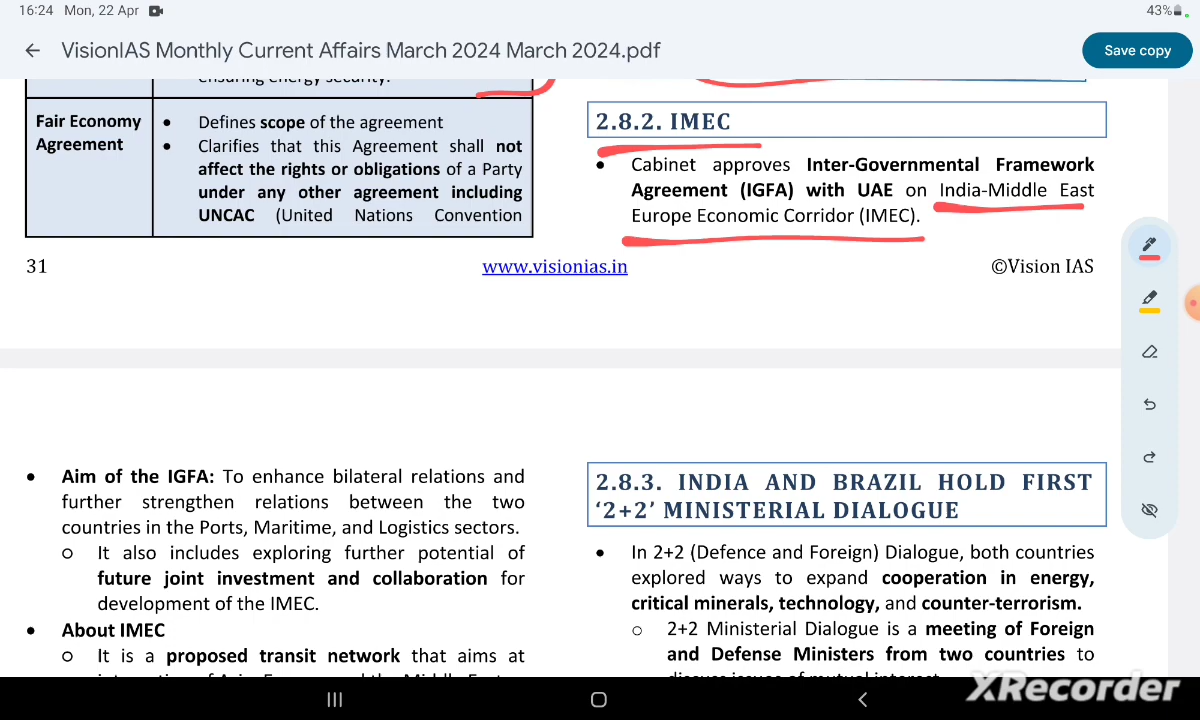 16:24 Mon, 22 Apr
43%
VisionIAS Monthly Current Affairs March 2024 March 2024.pdf
Save copy
ensuring energy security.
Fair Economy Agreement
• Defines scope of the agreement
• Clarifies that this Agreement shall not
affect the rights or obligations of a Party
under any other agreement including
UNCAC (United Nations Convention
2.8.2. IMEC
• Cabinet approves Inter-Governmental Framework
Agreement (IGFA) with UAE on India-Middle East
Europe Economic Corridor (IMEC).
31
www.visionias.in
©Vision IAS
• Aim of the IGFA: To enhance bilateral relations and
further strengthen relations between the two
countries in the Ports, Maritime, and Logistics sectors.
o It also includes exploring further potential of
future joint investment and collaboration for
development of the IMEC.
• About IMEC
o It is a proposed transit network that aims at
2.8.3. INDIA AND BRAZIL HOLD FIRST
‘2+2’ MINISTERIAL DIALOGUE
• In 2+2 (Defence and Foreign) Dialogue, both countries
explored ways to expand cooperation in energy,
critical minerals, technology, and counter-terrorism.
o 2+2 Ministerial Dialogue is a meeting of Foreign
and Defense Ministers from two countries to
discuss issues of mutual interest.
XRecorder